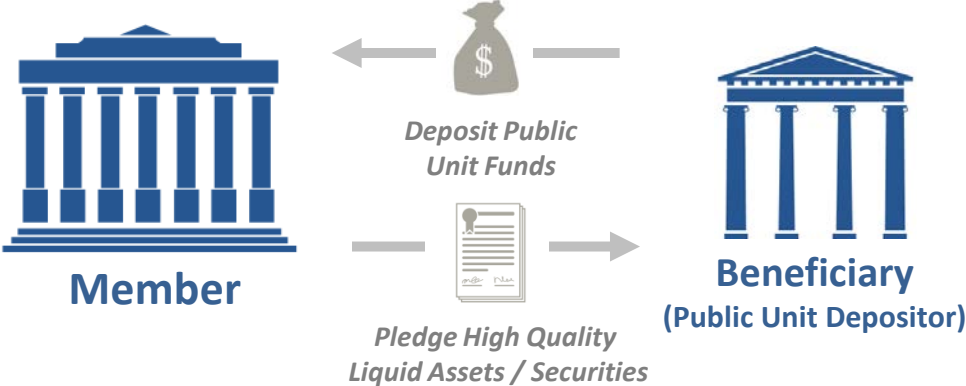 $
Deposit Public
Unit Funds
Member
Beneficiary
(Public Unit Depositor)
Pledge High Quality
Liquid Assets / Securities